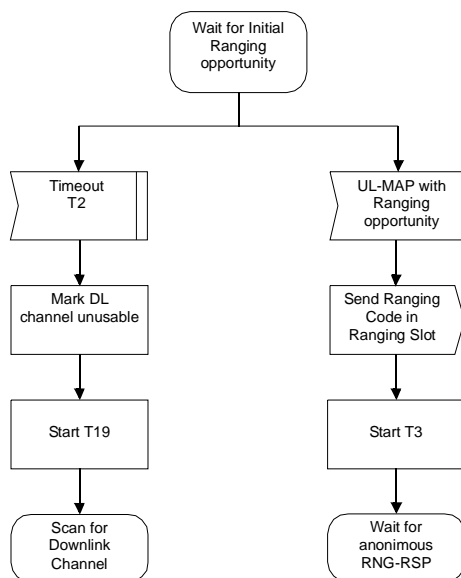 Wait for Initial
Ranging
opportunity
Timeout
T2
UL-MAP with
Ranging
opportunity
Mark DL
channel unusable
Send Ranging
Code in
Ranging Slot
Start T19
Start T3
Scan for
Downlink
Channel
Wait for
anonimous
RNG-RSP